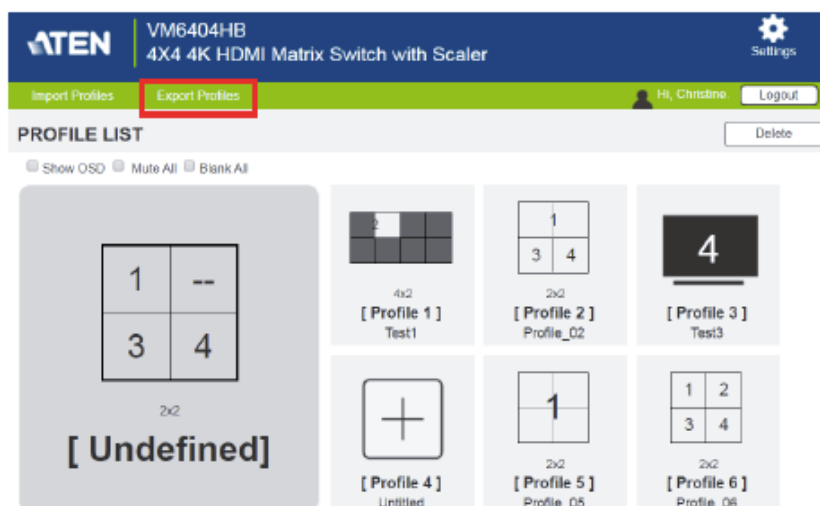 ATEN
VM6404HB
4X4 4K HDMI Matrix Switch with Scaler
Settings
Import Profiles Export Profiles Hi, Christine. Logout
PROFILE LIST Delete
Show OSD Mute All Blank All
1 --
3 4
2x2
[ Undefined]
2
4x2
[ Profile 1 ]
Test1
1
3 4
2x2
[ Profile 2 ]
Profile_02
4
[ Profile 3 ]
Test3
[ Profile 4 ]
Untitled
1
2x2
[ Profile 5 ]
Profile_05
1 2
3 4
2x2
[ Profile 6 ]
Profile_06